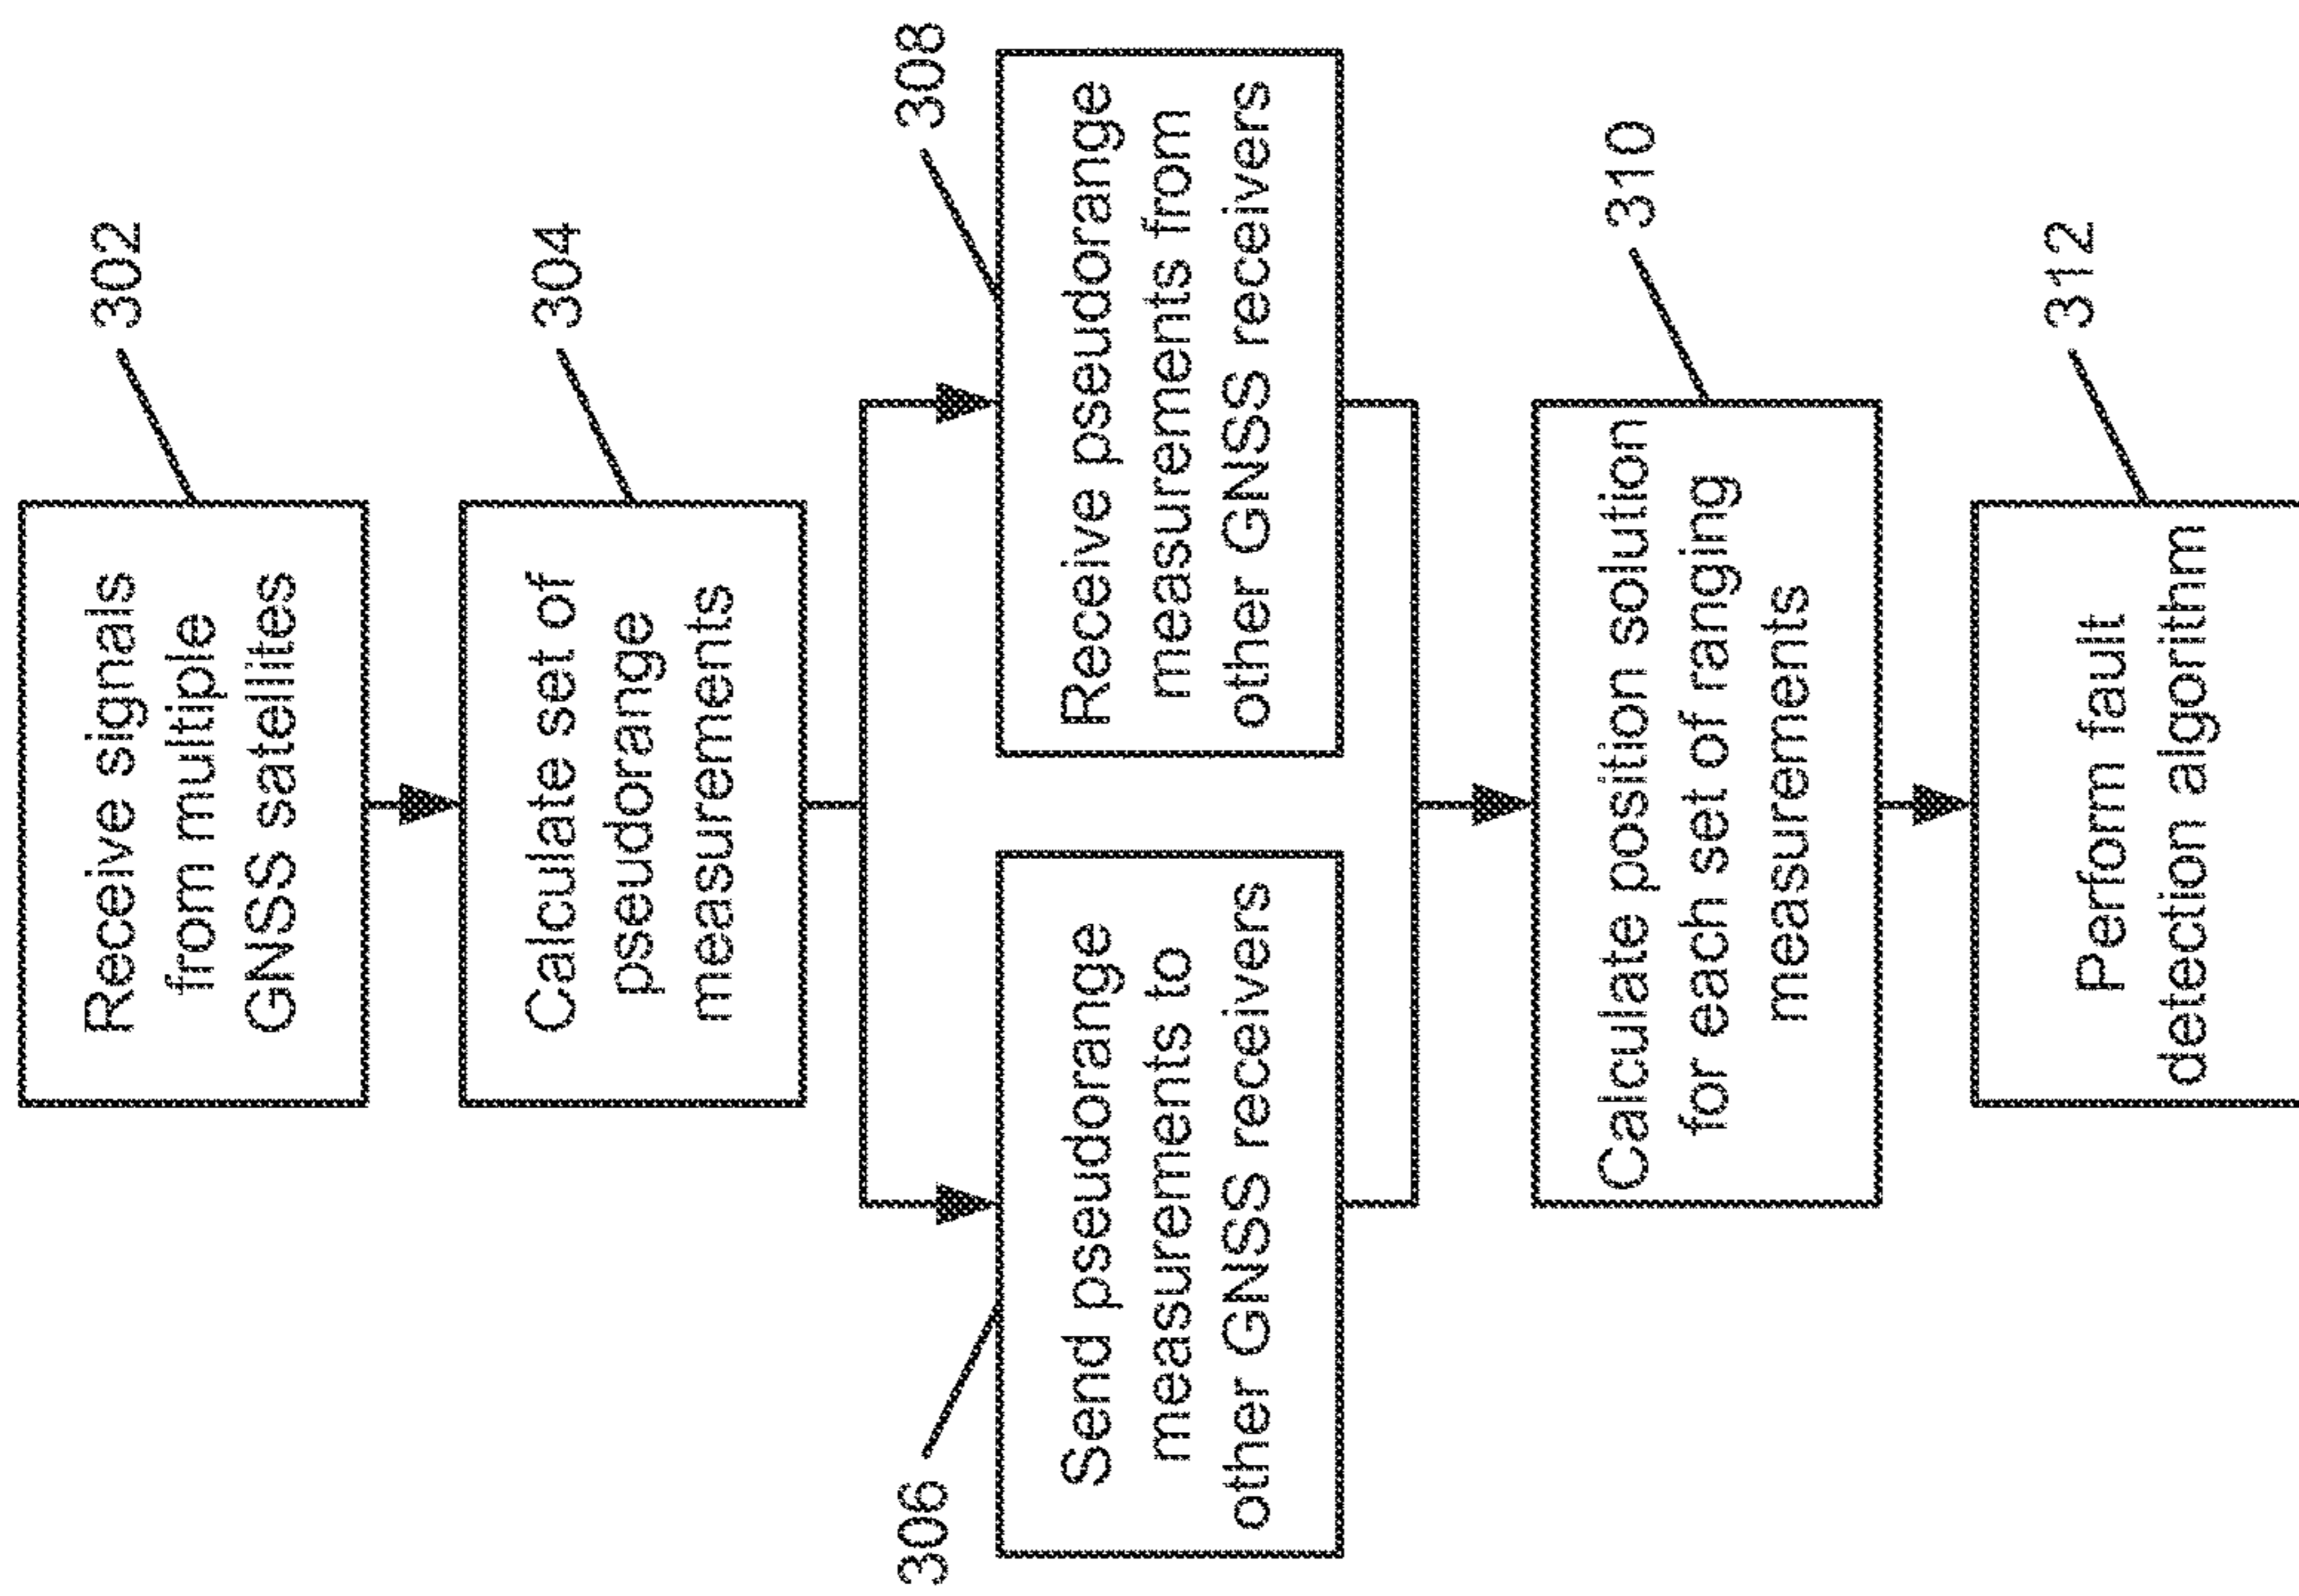 302
Receive signals
from multiple
GNSS satellites
304
Calculate set of
pseudorange
measurements
306
Send pseudorange
measurements to
other GNSS receivers
308
Receive pseudorange
measurements from
other GNSS receivers
310
Calculate position solution
for each set of ranging
measurements
312
Perform fault
detection algorithm